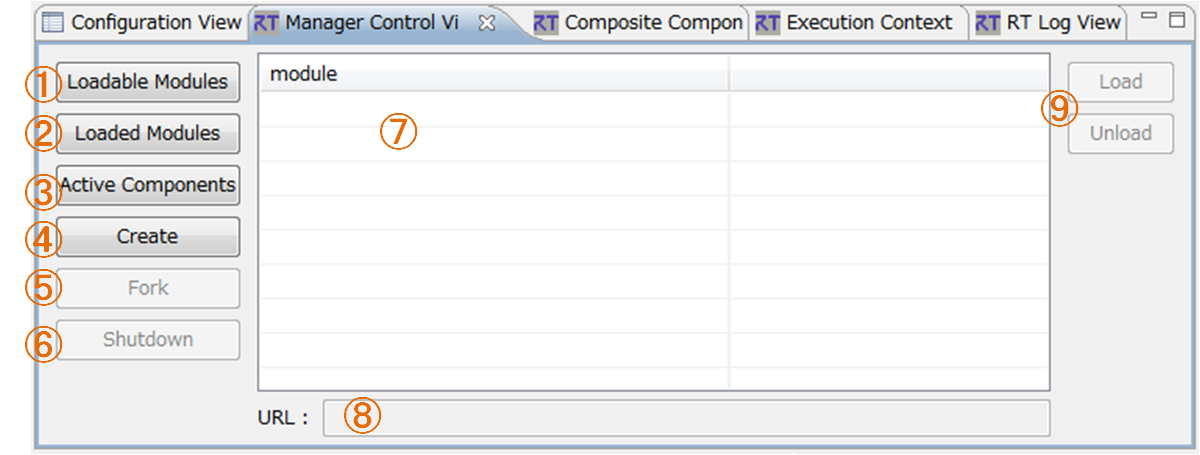 Configuration View RT Manager Control Vi RT Composite Compon RT Execution Context RT RT Log View
① Loadable Modules
② Loaded Modules
③ Active Components
④ Create
⑤ Fork
⑥ Shutdown
module
⑦
URL :
⑧
Load
⑨
Unload